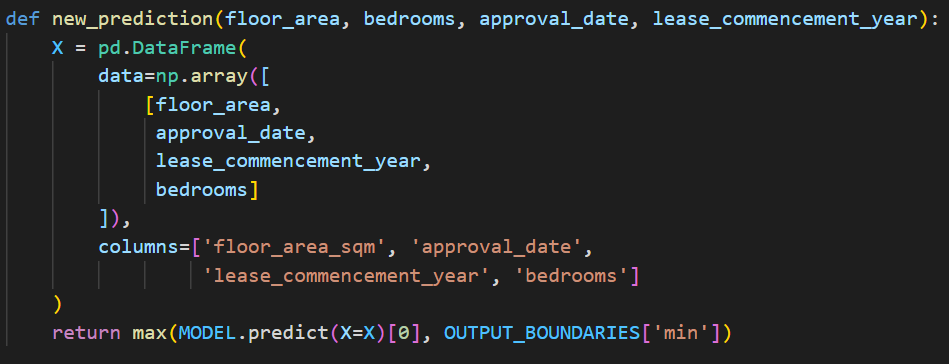 def new_prediction(floor_area, bedrooms, approval_date, lease_commencement_year):
    X = pd.DataFrame(
        data=np.array([
            [floor_area,
             approval_date,
             lease_commencement_year,
             bedrooms]
        ]),
        columns=['floor_area_sqm', 'approval_date',
                 'lease_commencement_year', 'bedrooms']
    )
    return max(MODEL.predict(X=X)[0], OUTPUT_BOUNDARIES['min'])